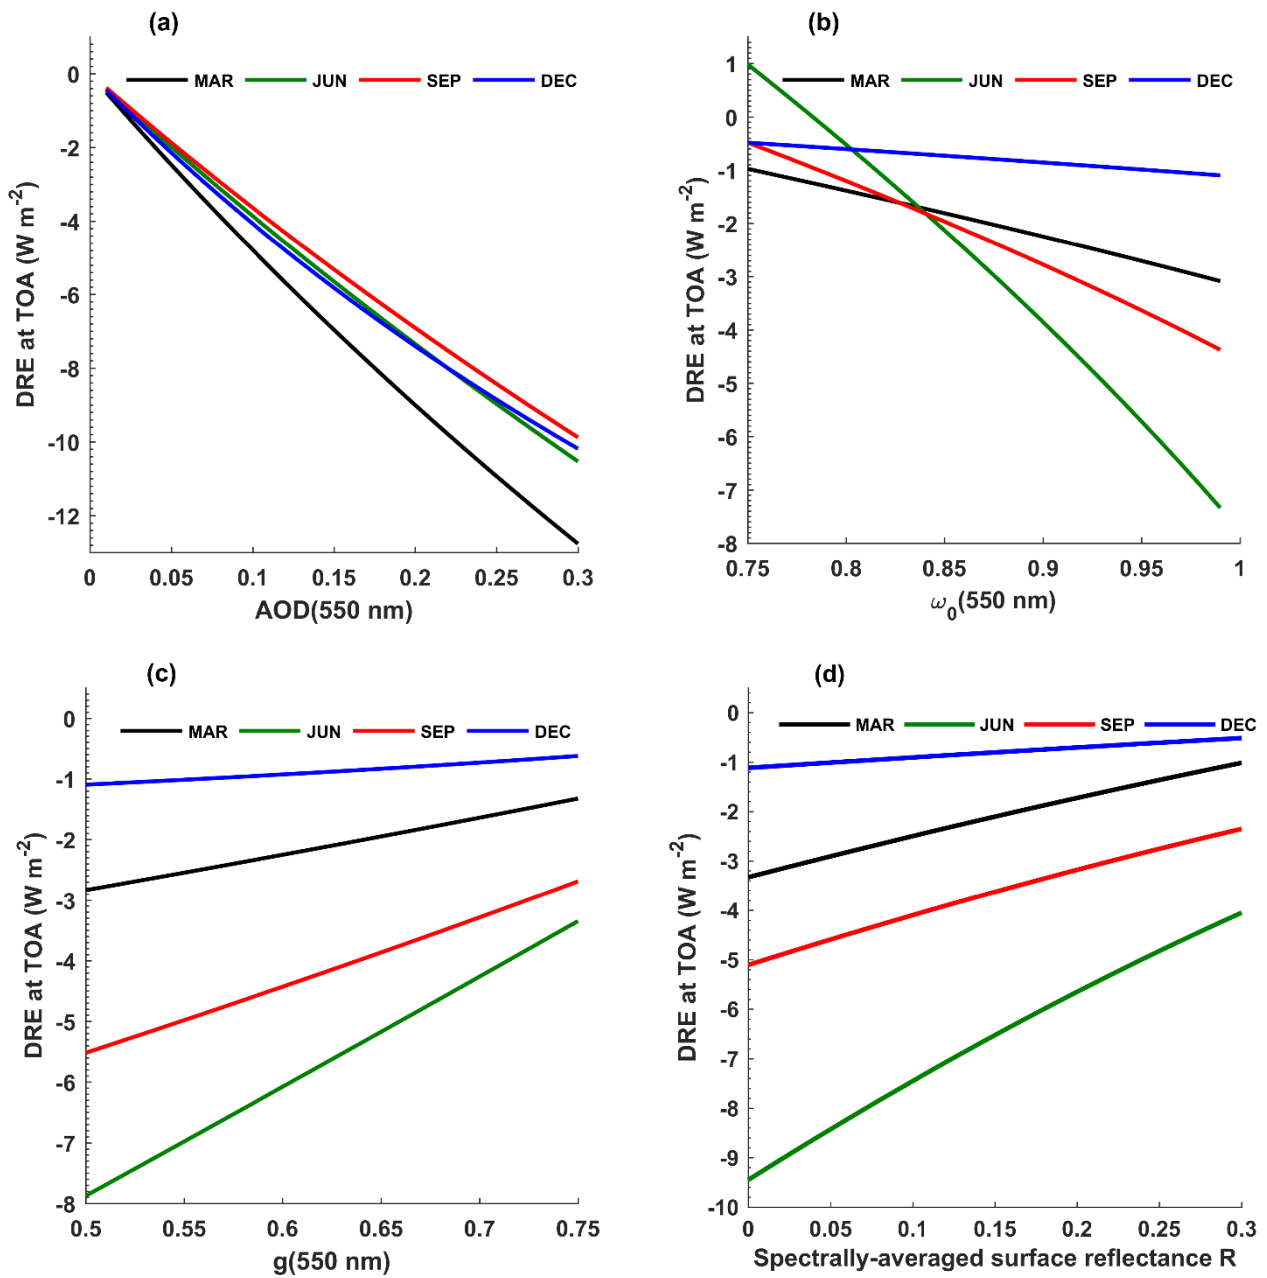 (a)
MAR JUN SEP DEC
0
-2
-4
-6
-8
-10
-12
DRE at TOA (W m⁻²)
0 0.05 0.1 0.15 0.2 0.25 0.3
AOD(550 nm)
(b)
MAR JUN SEP DEC
1
0
-1
-2
-3
-4
-5
-6
-7
-8
DRE at TOA (W m⁻²)
0.75 0.8 0.85 0.9 0.95 1
ω₀(550 nm)
(c)
MAR JUN SEP DEC
0
-1
-2
-3
-4
-5
-6
-7
-8
DRE at TOA (W m⁻²)
0.5 0.55 0.6 0.65 0.7 0.75
g(550 nm)
(d)
MAR JUN SEP DEC
0
-1
-2
-3
-4
-5
-6
-7
-8
-9
-10
DRE at TOA (W m⁻²)
0 0.05 0.1 0.15 0.2 0.25 0.3
Spectrally-averaged surface reflectance R